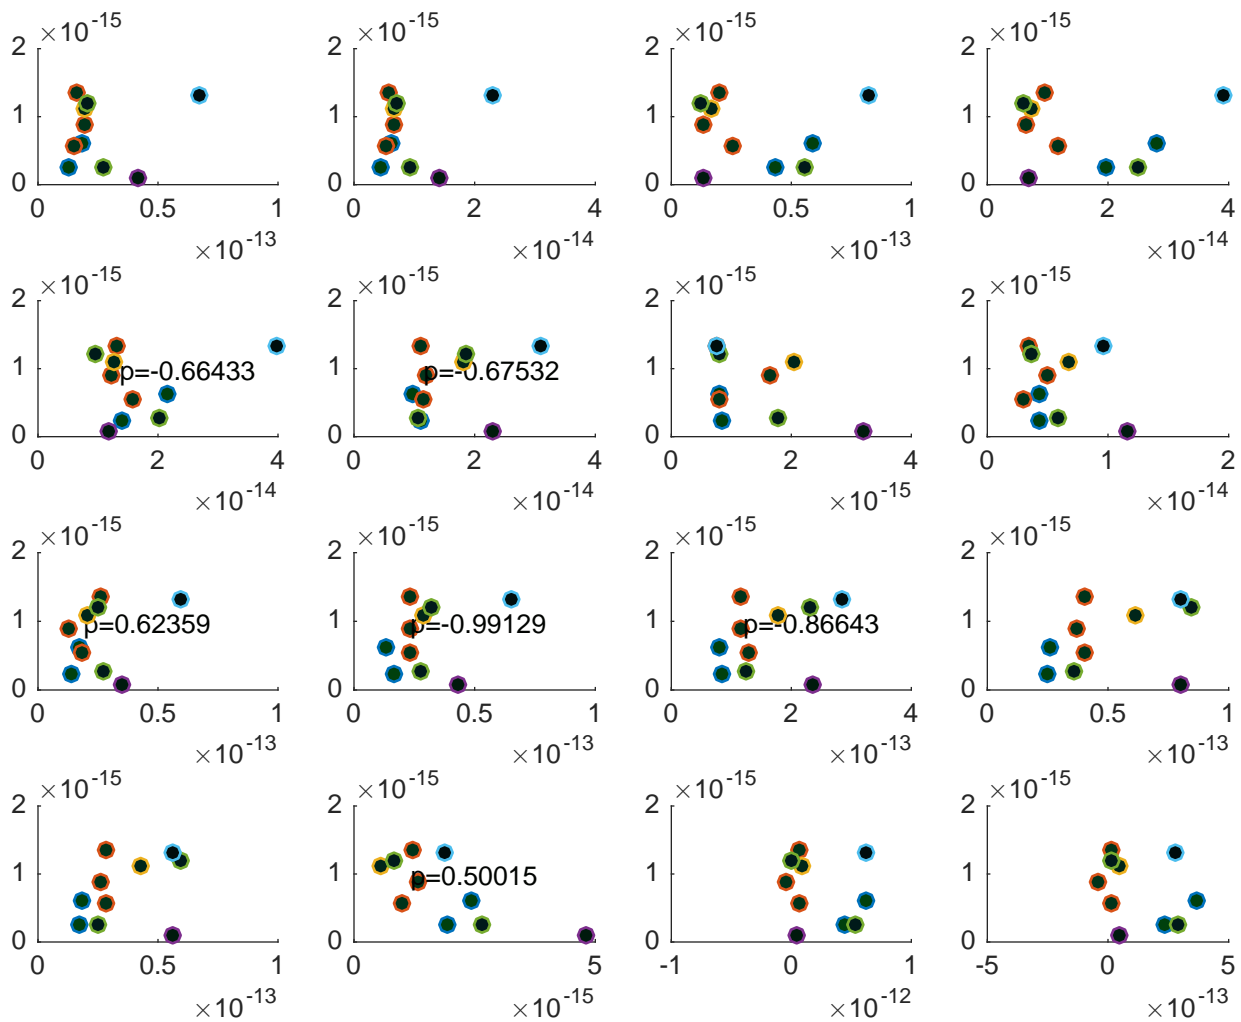 ×10-15 ×10-15 ×10-15 ×10-15
2 2 2 2
1 1 1 1
0 0 0 0
0 0.5 1 0 2 4 0 0.5 1 0 2 4
×10-13 ×10-14 ×10-13 ×10-14
×10-15 ×10-15 ×10-15 ×10-15
2 2 2 2
1 p=-0.66433 1 p=-0.67532 1 1
0 0 0 0
0 2 4 0 2 4 0 2 4 0 1 2
×10-14 ×10-14 ×10-15 ×10-14
×10-15 ×10-15 ×10-15 ×10-15
2 2 2 2
1 p=0.62359 1 p=-0.99129 1 p=-0.86643 1
0 0 0 0
0 0.5 1 0 0.5 1 0 2 4 0 0.5 1
×10-13 ×10-13 ×10-13 ×10-13
×10-15 ×10-15 ×10-15 ×10-15
2 2 2 2
1 1 p=0.50015 1 1
0 0 0 0
0 0.5 1 0 5 -1 0 1 -5 0 5
×10-13 ×10-15 ×10-12 ×10-13